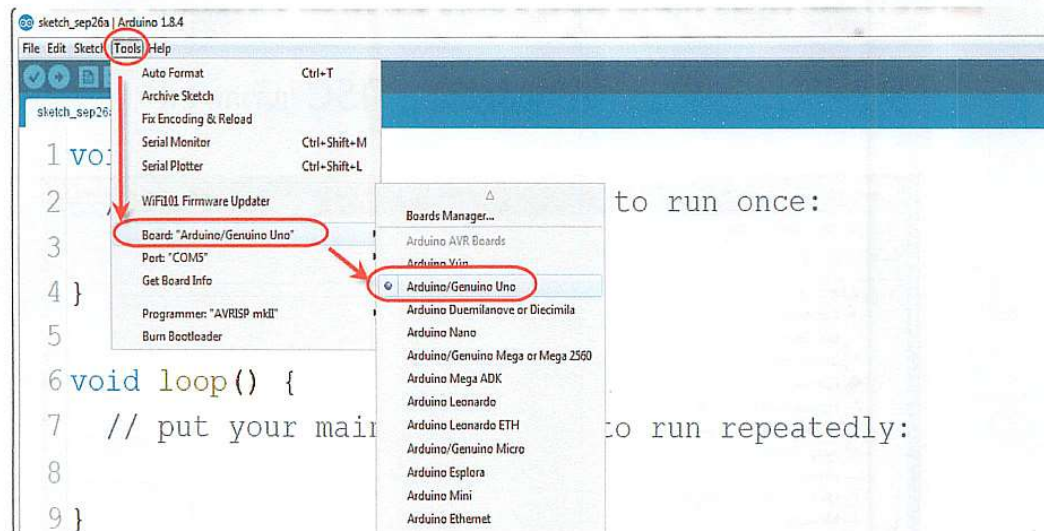 sketch_sep26a | Arduino 1.8.4
File Edit Sketch Tools Help
sketch_sep26
Auto Format Ctrl+T
Archive Sketch
Fix Encoding & Reload
Serial Monitor Ctrl+Shift+M
Serial Plotter Ctrl+Shift+L
WiFi101 Firmware Updater
Board: "Arduino/Genuino Uno"
Port: "COM5"
Get Board Info
Programmer: "AVRISP mkII"
Burn Bootloader
Boards Manager...
Arduino AVR Boards
Arduino Yún
Arduino/Genuino Uno
Arduino Duemilanove or Diecimila
Arduino Nano
Arduino/Genuino Mega or Mega 2560
Arduino Mega ADK
Arduino Leonardo
Arduino Leonardo ETH
Arduino/Genuino Micro
Arduino Esplora
Arduino Mini
Arduino Ethernet
1 voi
2 / to run once:
3
4 }
5
6 void loop() {
7 // put your main to run repeatedly:
8
9 }